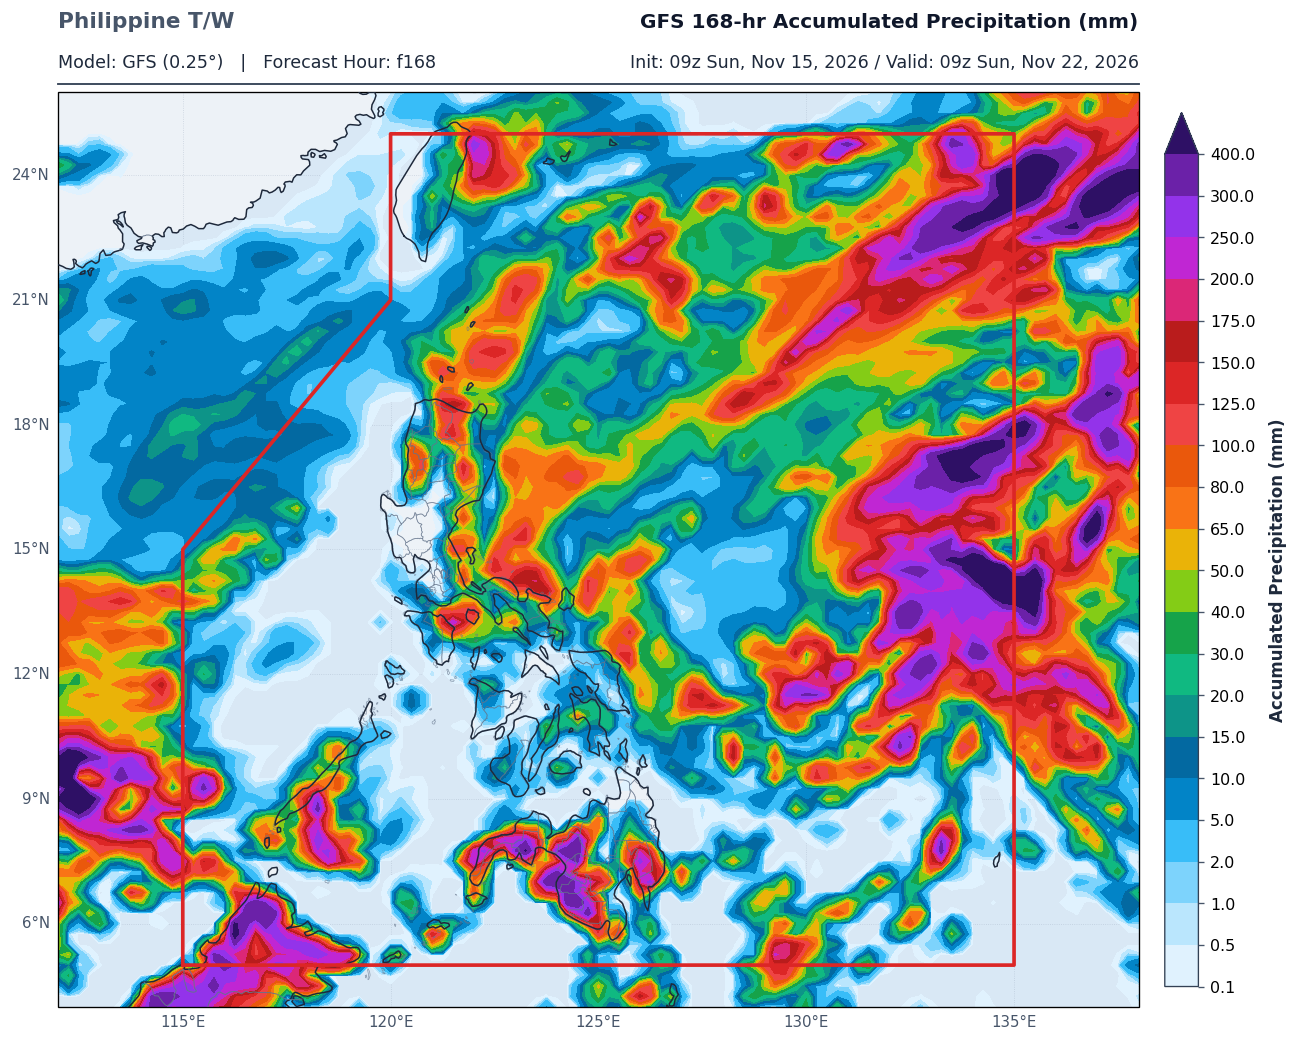 Philippine T/W
GFS 168-hr Accumulated Precipitation (mm)
Model: GFS (0.25°)   |   Forecast Hour: f168
Init: 09z Sun, Nov 15, 2026 / Valid: 09z Sun, Nov 22, 2026
24°N
21°N
18°N
15°N
12°N
9°N
6°N
115°E
120°E
125°E
130°E
135°E
400.0
300.0
250.0
200.0
175.0
150.0
125.0
100.0
80.0
65.0
50.0
40.0
30.0
20.0
15.0
10.0
5.0
2.0
1.0
0.5
0.1
Accumulated Precipitation (mm)